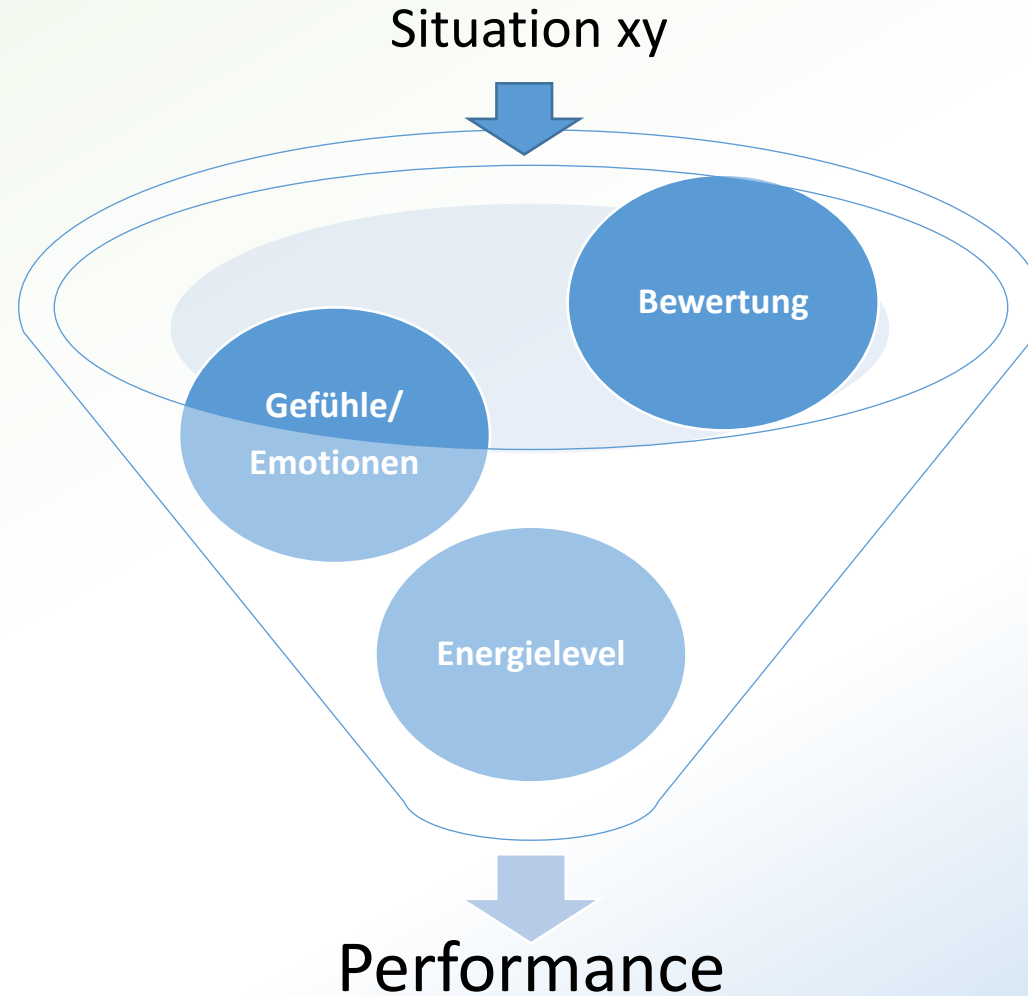 Situation xy
Bewertung
Gefühle/
Emotionen
Energielevel
Performance